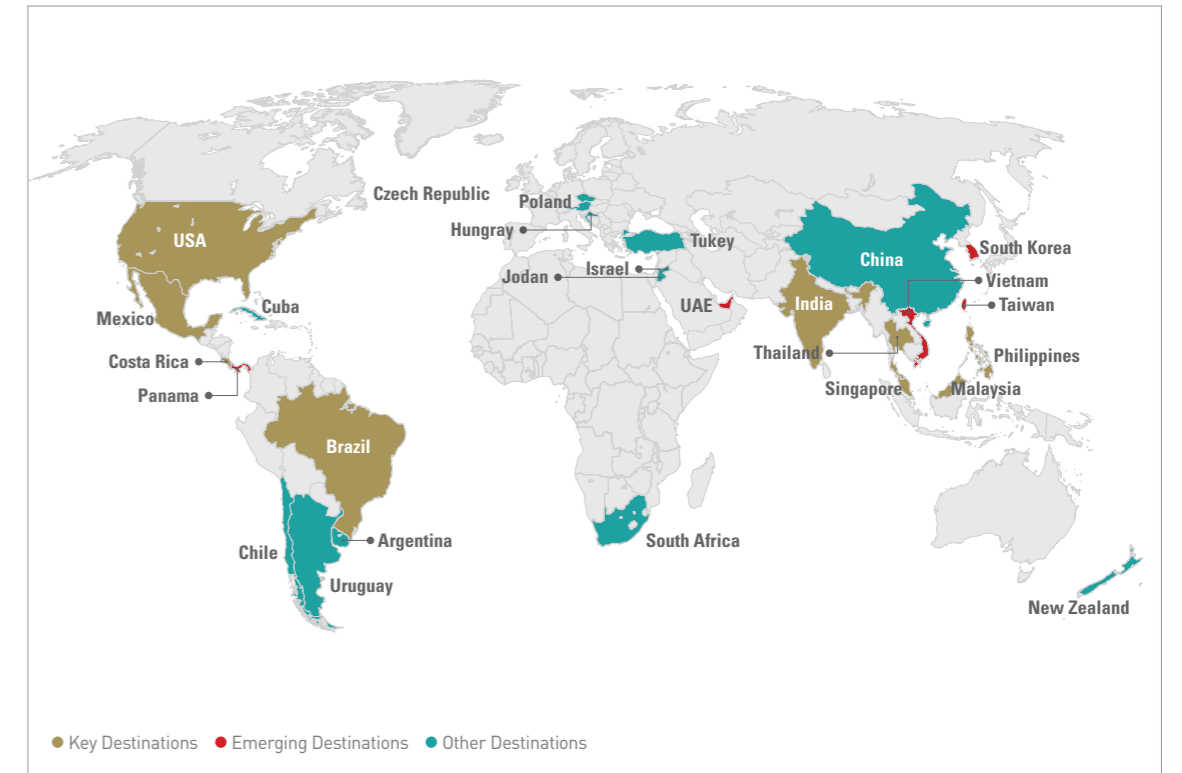 Czech Republic
Poland
USA
Hungray
Tukey
South Korea
China
Israel
Jodan
Vietnam
India
UAE
Taiwan
Cuba
Mexico
Thailand
Philippines
Costa Rica
Singapore
Malaysia
Panama
Brazil
Argentina
South Africa
Chile
Uruguay
New Zealand
Key Destinations Emerging Destinations Other Destinations